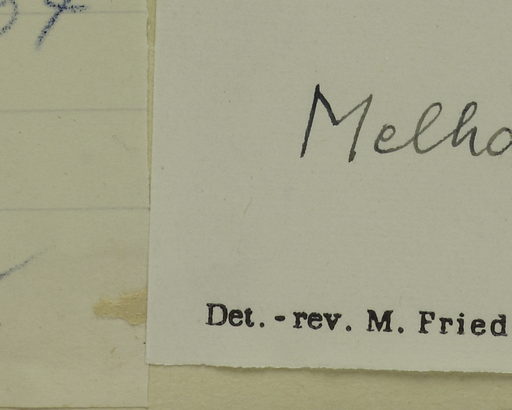 Melho
Det. - rev. M. Fried